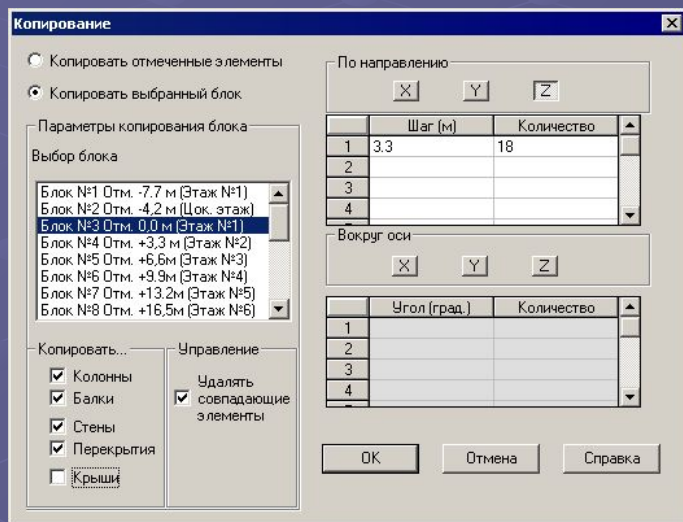 Копирование
Копировать отмеченные элементы
Копировать выбранный блок
Параметры копирования блока
Выбор блока
Блок №1 Отм. -7.7 м (Этаж №1)
Блок №2 Отм. -4,2 м (Цок. этаж)
Блок №3 Отм. 0,0 м (Этаж №1)
Блок №4 Отм. +3,3 м (Этаж №2)
Блок №5 Отм. +6,6м (Этаж №3)
Блок №6 Отм. +9.9м (Этаж №4)
Блок №7 Отм. +13.2м (Этаж №5)
Блок №8 Отм. +16,5м (Этаж №6)
Копировать...
Колонны
Балки
Стены
Перекрытия
Крыши
Управление
Удалять
совпадающие
элементы
По направлению
X Y Z
Шаг (м) Количество
1 3.3 18
2
3
4
Вокруг оси
X Y Z
Угол (град.) Количество
1
2
3
4
OK Отмена Справка